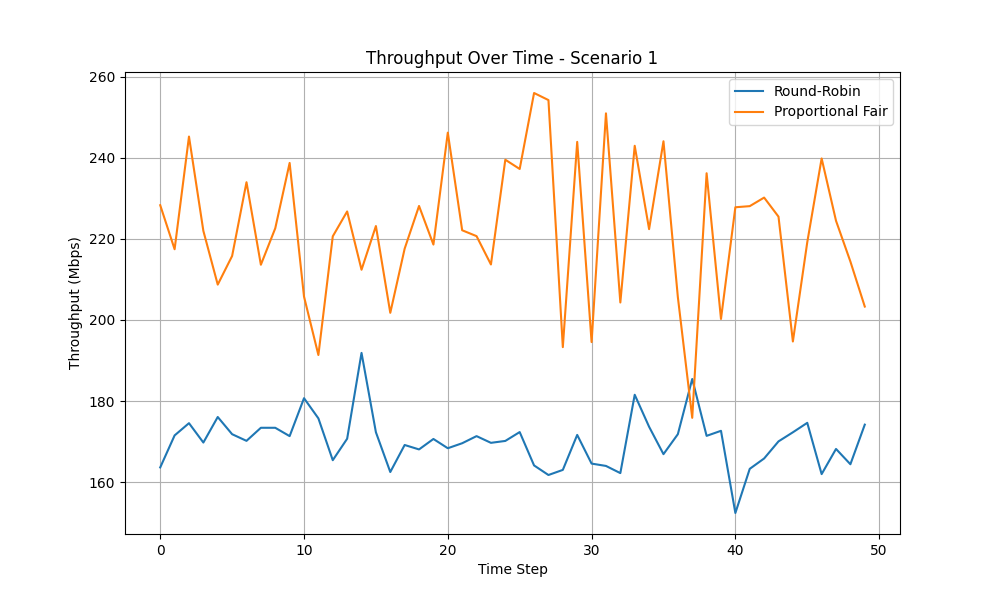 Throughput Over Time - Scenario 1
Round-Robin
Proportional Fair
Throughput (Mbps)
260
240
220
200
180
160
0 10 20 30 40 50
Time Step